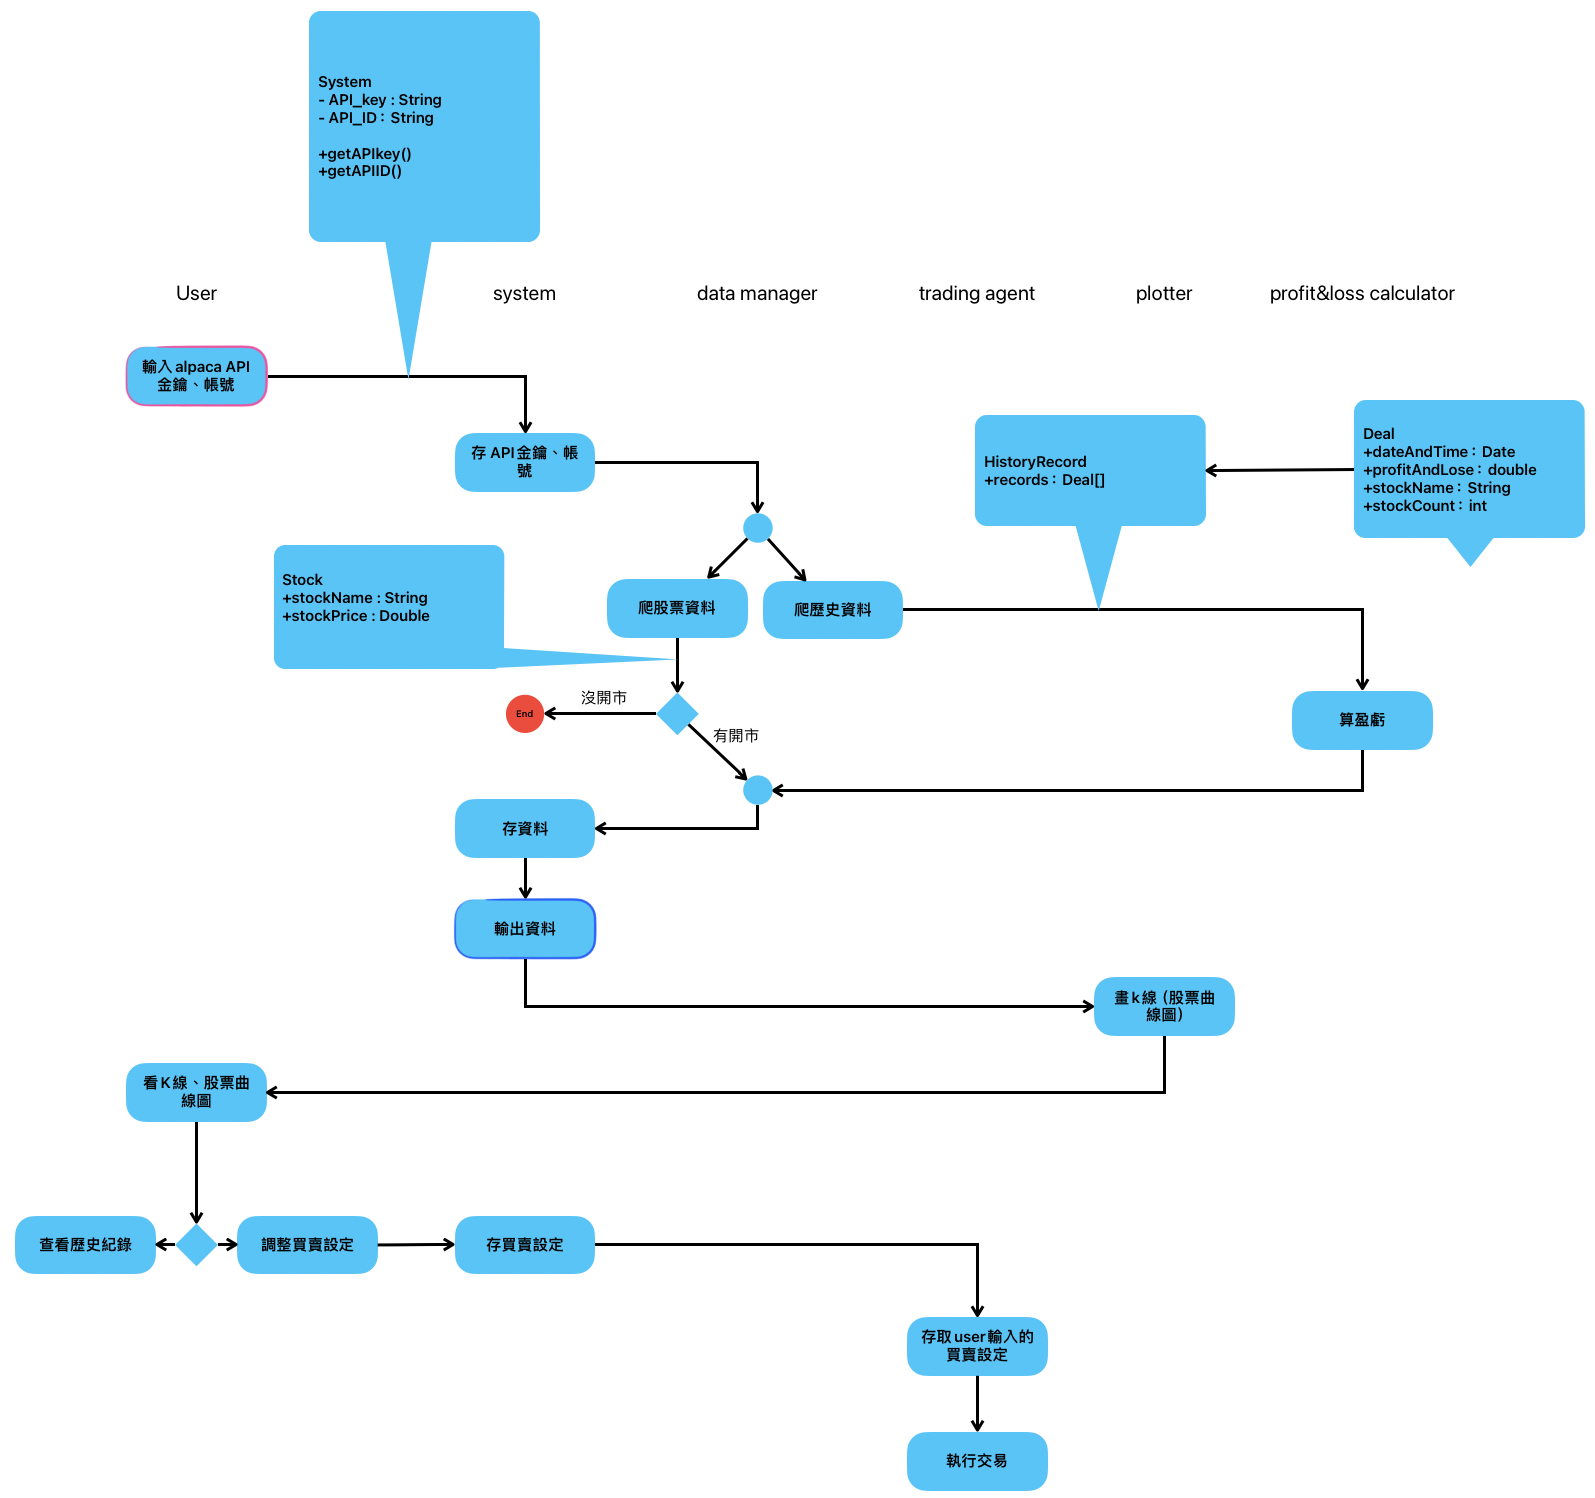 System
- API_key : String
- API_ID：String
+getAPIkey()
+getAPIID()
User
system
data manager
trading agent
plotter
profit&loss calculator
輸入 alpaca API
金鑰、帳號
存 API 金鑰、帳
號
HistoryRecord
+records：Deal[]
Deal
+dateAndTime：Date
+profitAndLose：double
+stockName：String
+stockCount：int
Stock
+stockName : String
+stockPrice : Double
爬股票資料
爬歷史資料
沒開市
End
有開市
算盈虧
存資料
輸出資料
畫 k 線 (股票曲
線圖)
看 K 線、股票曲
線圖
查看歷史紀錄
調整買賣設定
存買賣設定
存取 user 輸入的
買賣設定
執行交易